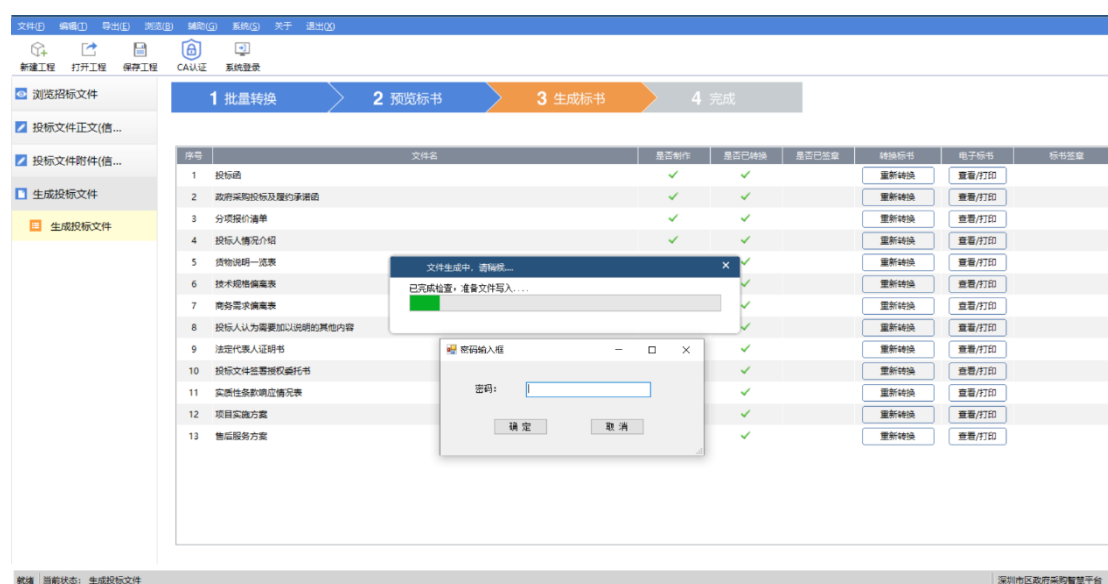 文件(F) 编辑(T) 导出(E) 浏览(B) 辅助(G) 系统(S) 关于 退出(X)
新建工程 打开工程 保存工程 CA认证 系统登录
浏览招标文件
投标文件正文(信...
投标文件附件(信...
生成投标文件
生成投标文件
1 批量转换 2 预览标书 3 生成标书 4 完成
序号 文件名 是否制作 是否已转换 是否已签章 转换标书 电子标书 标书签章
1 投标函 重新转换 查看/打印
2 政府采购投标及履约承诺函 重新转换 查看/打印
3 分项报价清单 重新转换 查看/打印
4 投标人情况介绍 重新转换 查看/打印
5 货物说明一览表 重新转换 查看/打印
6 技术规格偏离表 重新转换 查看/打印
7 商务需求偏离表 重新转换 查看/打印
8 投标人认为需要加以说明的其他内容 重新转换 查看/打印
9 法定代表人证明书 重新转换 查看/打印
10 投标文件签署授权委托书 重新转换 查看/打印
11 实质性条款响应情况表 重新转换 查看/打印
12 项目实施方案 重新转换 查看/打印
13 售后服务方案 重新转换 查看/打印
文件生成中，请稍候....
已完成检查，准备文件写入....
密码输入框
密码：
确定 取消
就绪 当前状态： 生成投标文件 深圳市区政府采购智慧平台